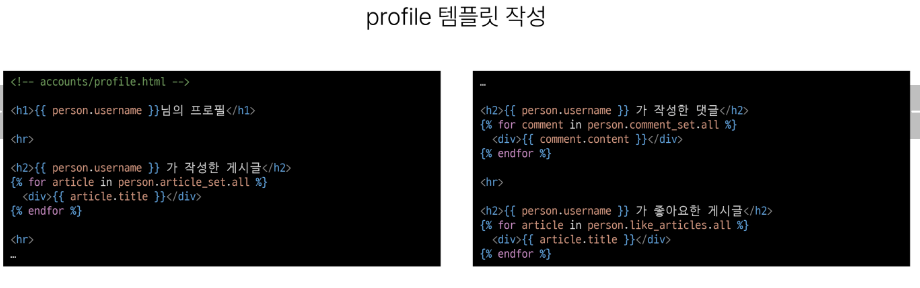 profile 템플릿 작성
<!-- accounts/profile.html -->
<h1>{{ person.username }}님의 프로필</h1>
<hr>
<h2>{{ person.username }} 가 작성한 게시글</h2>
{% for article in person.article_set.all %}
<div>{{ article.title }}</div>
{% endfor %}
<hr>
…
…
<h2>{{ person.username }} 가 작성한 댓글</h2>
{% for comment in person.comment_set.all %}
<div>{{ comment.content }}</div>
{% endfor %}
<hr>
<h2>{{ person.username }} 가 좋아요한 게시글</h2>
{% for article in person.like_articles.all %}
<div>{{ article.title }}</div>
{% endfor %}